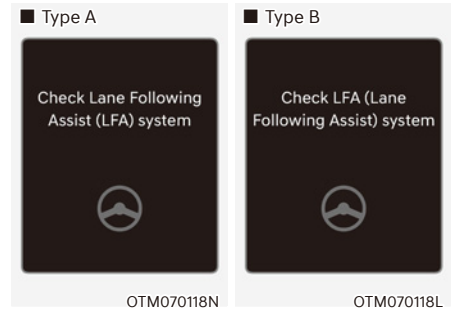 ■ Type A
Check Lane Following
Assist (LFA) system
OTM070118N
■ Type B
Check LFA (Lane
Following Assist) system
OTM070118L